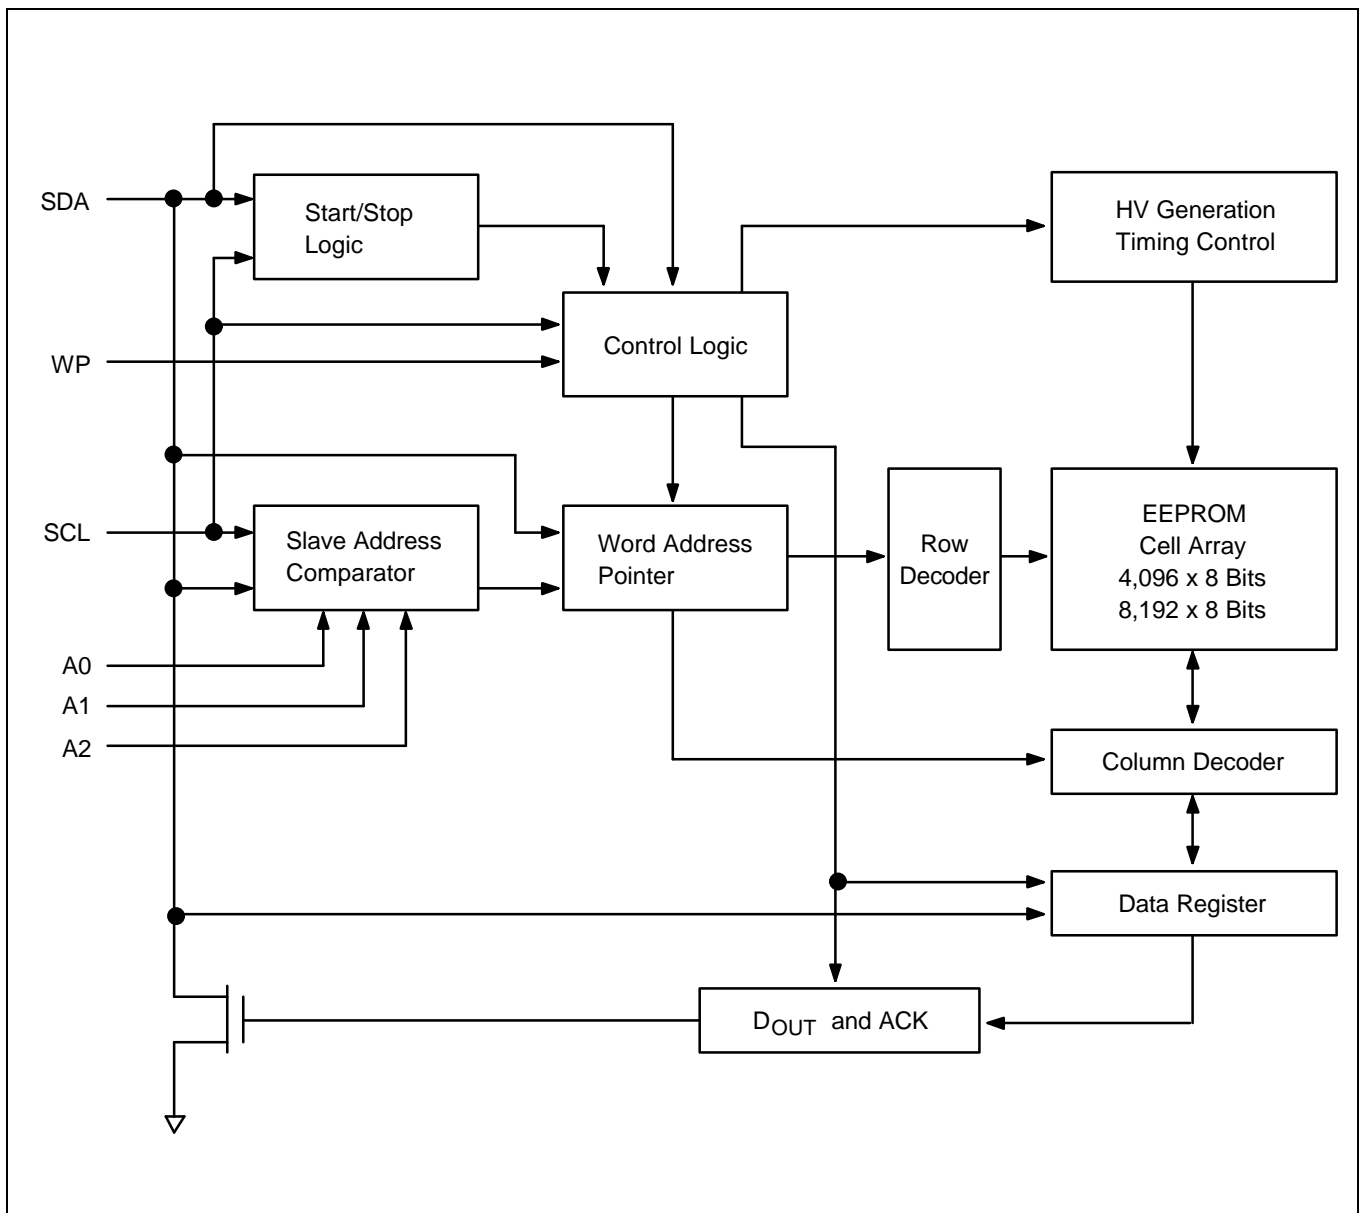 SDA
Start/Stop
Logic
HV Generation
Timing Control
WP
Control Logic
SCL
Slave Address
Comparator
Word Address
Pointer
Row
Decoder
EEPROM
Cell Array
4,096 x 8 Bits
8,192 x 8 Bits
A0
A1
A2
Column Decoder
Data Register
DOUT and ACK